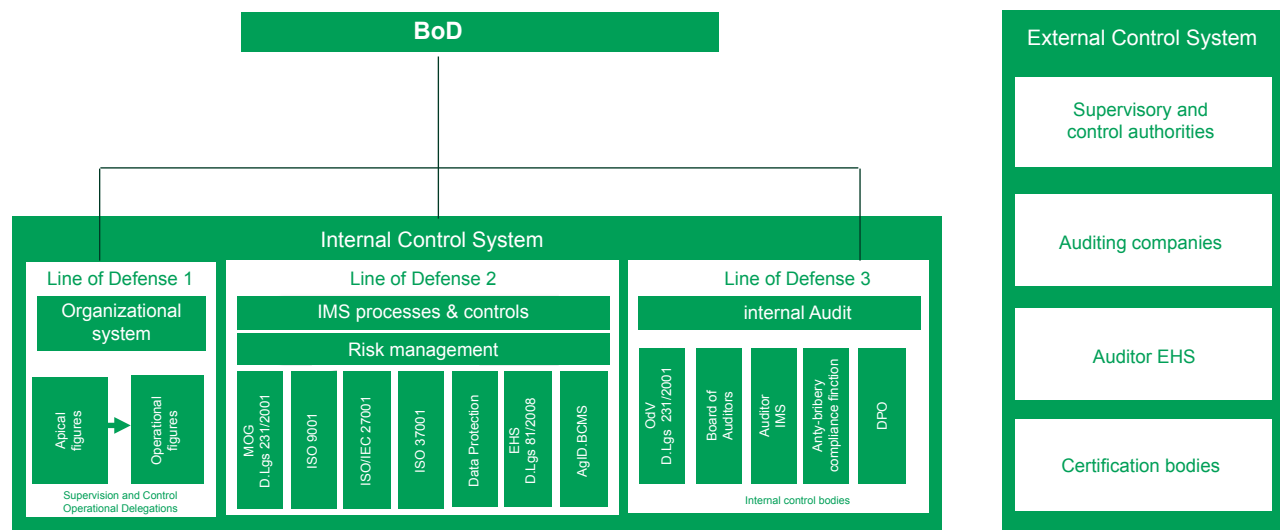 BoD
Internal Control System
Line of Defense 1
Organizational
system
Apical
figures
Operational
figures
Supervision and Control
Operational Delegations
Line of Defense 2
IMS processes & controls
Risk management
MOG
D.Lgs 231/2001
ISO 9001
ISO/IEC 27001
ISO 37001
Data Protection
EHS
D.Lgs 81/2008
AgID.BCMS
Line of Defense 3
internal Audit
OdV
D.Lgs  231/2001
Board of
Auditors
Auditor
IMS
Anty-bribery
compliance finction
DPO
Internal control bodies
External Control System
Supervisory and
control authorities
Auditing companies
Auditor EHS
Certification bodies